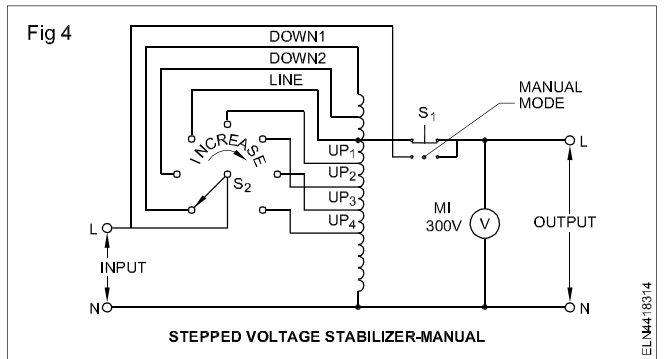 Fig 4
DOWN1
DOWN2
LINE
MANUAL
MODE
S1
INCREASE
UP1
UP2
UP3
UP4
S2
L
L
MI
300V
V
OUTPUT
INPUT
N
N
STEPPED VOLTAGE STABILIZER-MANUAL
ELN4418314